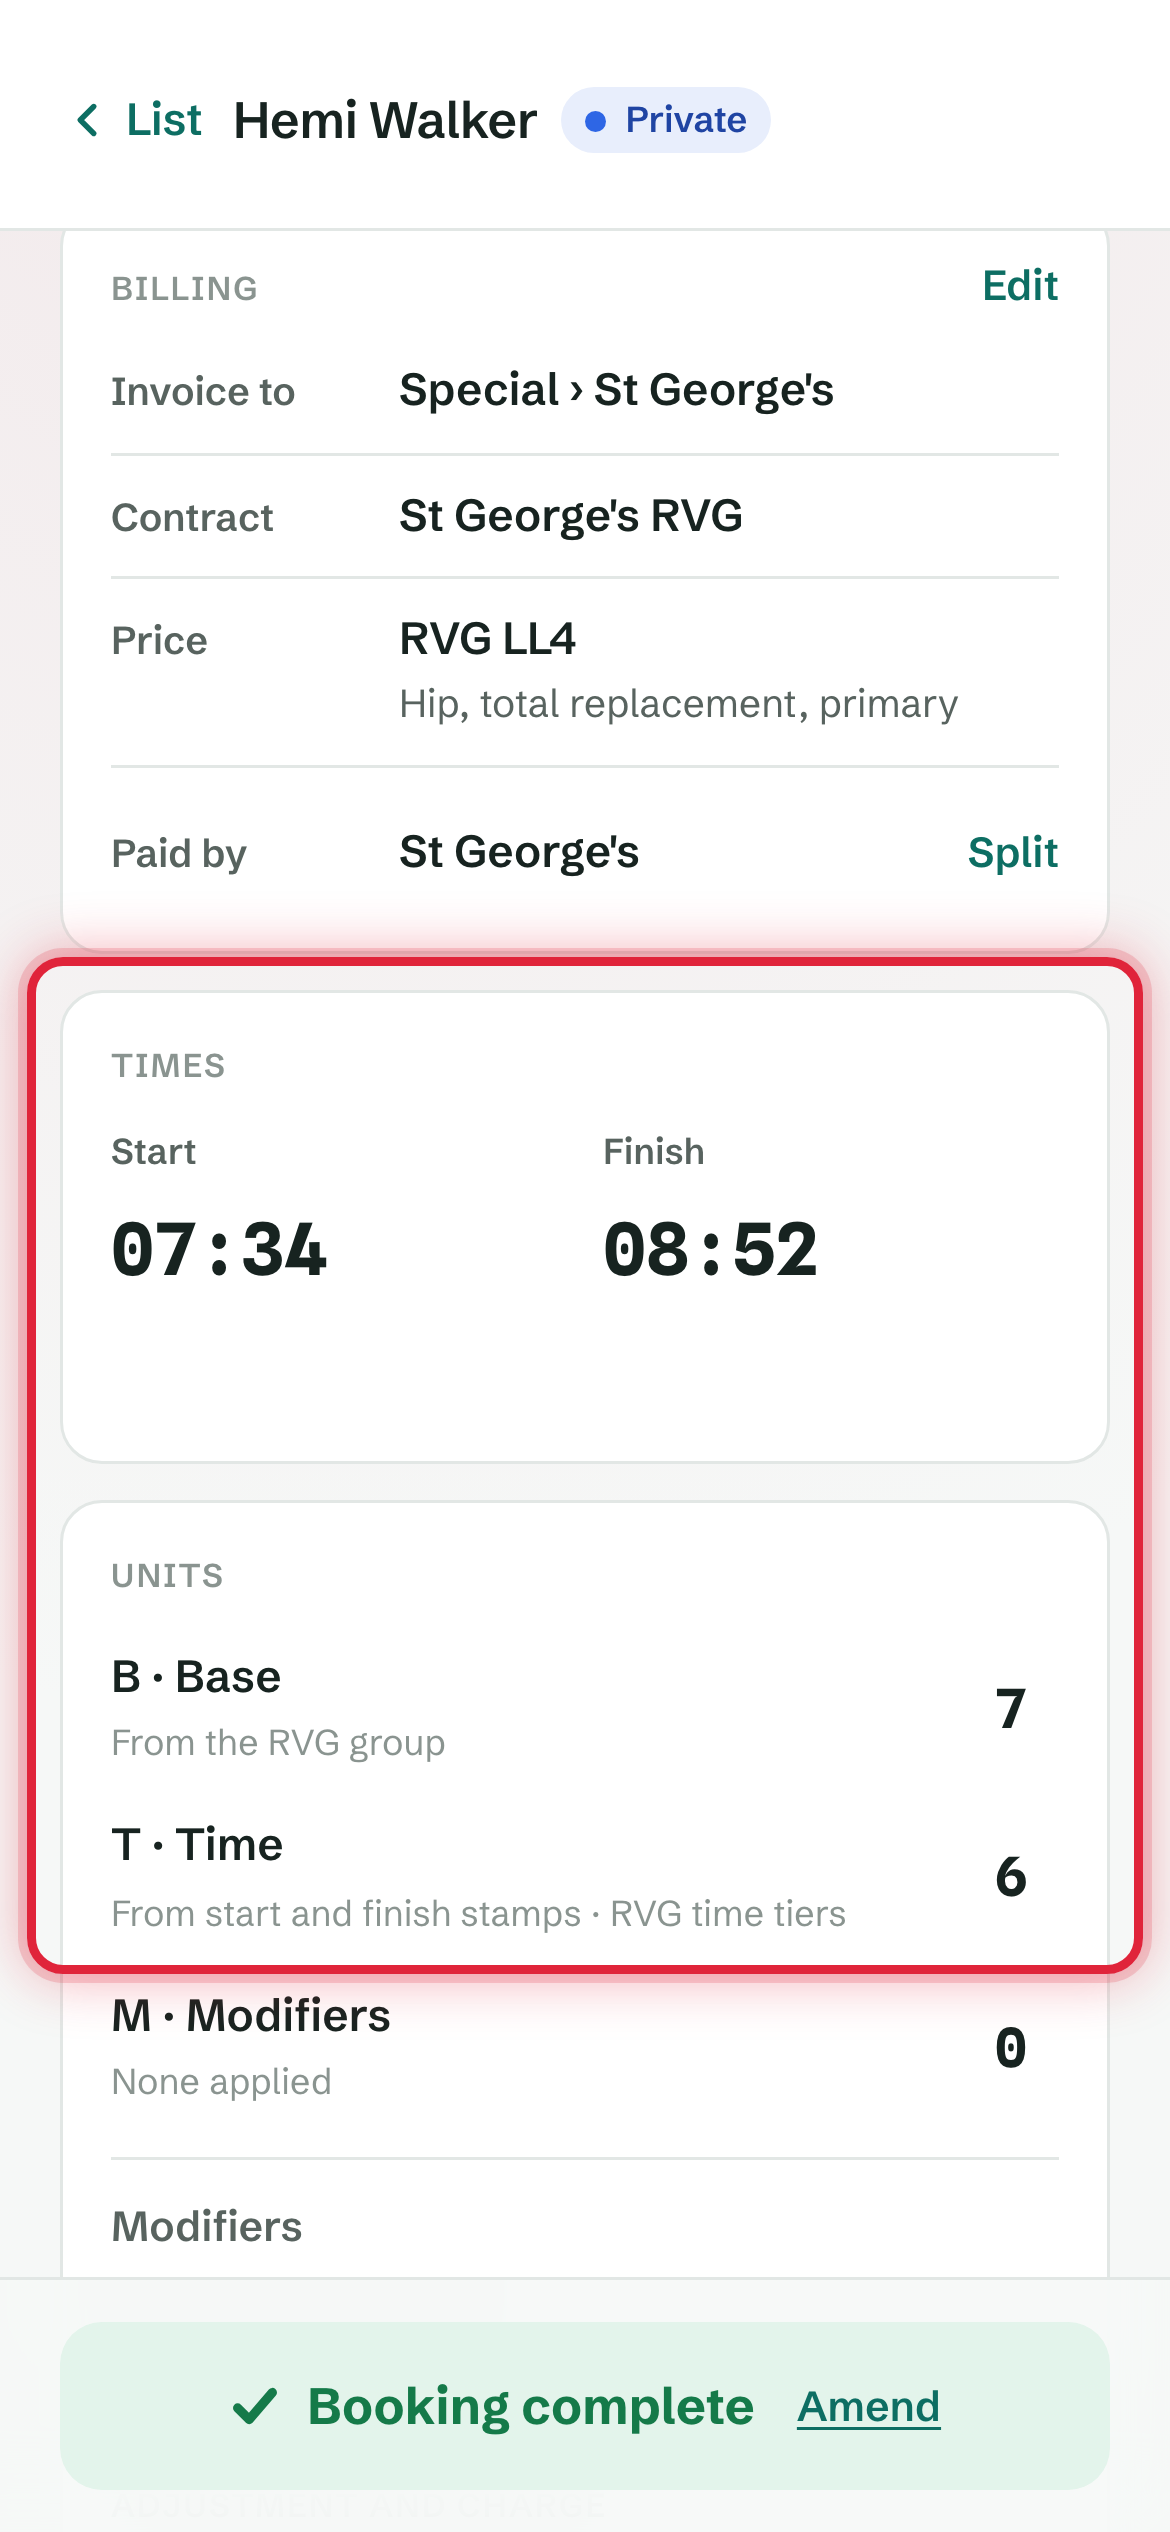 List Hemi Walker Private
BILLING Edit
Invoice to Special › St George's
Contract St George's RVG
Price RVG LL4
Hip, total replacement, primary
Paid by St George's Split
TIMES
Start Finish
07:34 08:52
UNITS
B · Base 7
From the RVG group
T · Time 6
From start and finish stamps · RVG time tiers
M · Modifiers 0
None applied
Modifiers
Booking complete Amend
ADJUSTMENT AND CHARGE